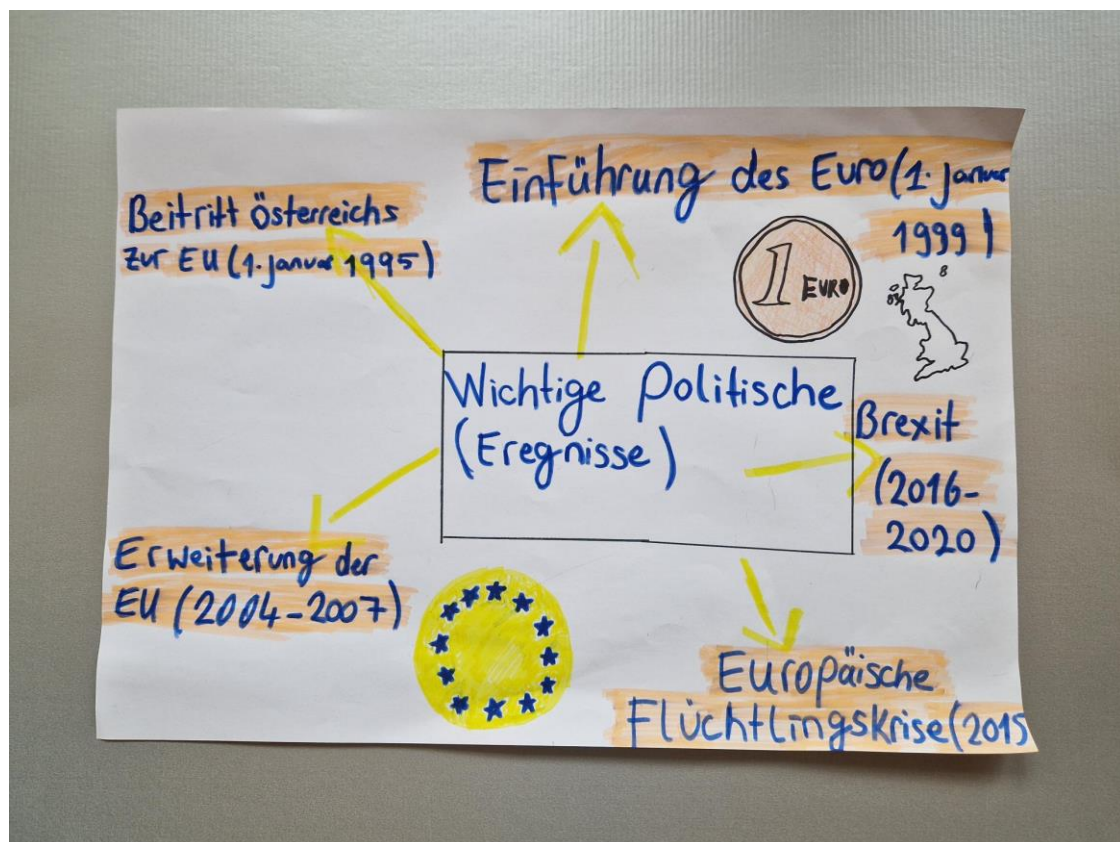 Einführung des Euro (1. Januar
1999)
Beitritt Österreichs
zur EU (1. Januar 1995)
1 EURO
Wichtige Politische
(Eregnisse)
Brexit
(2016-
2020)
Erweiterung der
EU (2004-2007)
Europäische
Flüchtlingskrise (2015